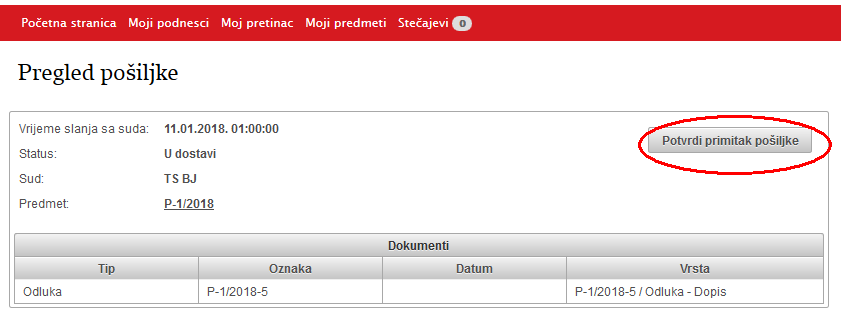 Početna stranica Moji podnesci Moj pretinac Moji predmeti Stečajevi 0
Pregled pošiljke
Vrijeme slanja sa suda: 11.01.2018. 01:00:00
Potvrdi primitak pošiljke
Status: U dostavi
Sud: TS BJ
Predmet: P-1/2018
Dokumenti
Tip Oznaka Datum Vrsta
Odluka P-1/2018-5 P-1/2018-5 / Odluka - Dopis